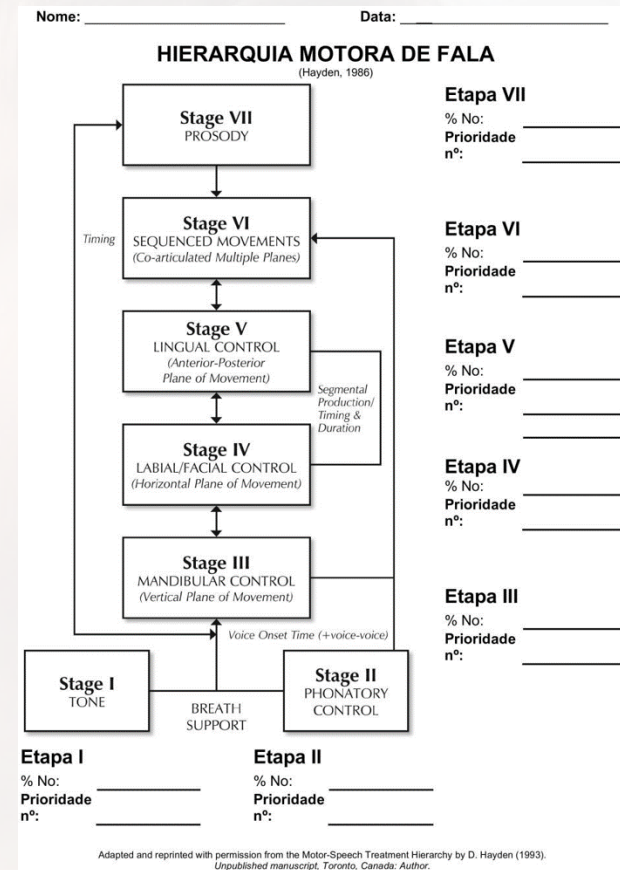 Nome: ____________ Data: ____________
HIERARQUIA MOTORA DE FALA
(Hayden, 1986)
Stage VII
PROSODY
Etapa VII
% No:
Prioridade
nº:
Timing
Stage VI
SEQUENCED MOVEMENTS
(Co-articulated Multiple Planes)
Etapa VI
% No:
Prioridade
nº:
Stage V
LINGUAL CONTROL
(Anterior-Posterior
Plane of Movement)
Etapa V
% No:
Prioridade
nº:
Segmental
Production/
Timing &
Duration
Stage IV
LABIAL/FACIAL CONTROL
(Horizontal Plane of Movement)
Etapa IV
% No:
Prioridade
nº:
Stage III
MANDIBULAR CONTROL
(Vertical Plane of Movement)
Etapa III
% No:
Prioridade
nº:
Voice Onset Time (+voice-voice)
Stage I
TONE
BREATH
SUPPORT
Stage II
PHONATORY
CONTROL
Etapa I
% No:
Prioridade
nº:
Etapa II
% No:
Prioridade
nº:
Adapted and reprinted with permission from the Motor-Speech Treatment Hierarchy by D. Hayden (1993).
Unpublished manuscript, Toronto, Canada: Author.